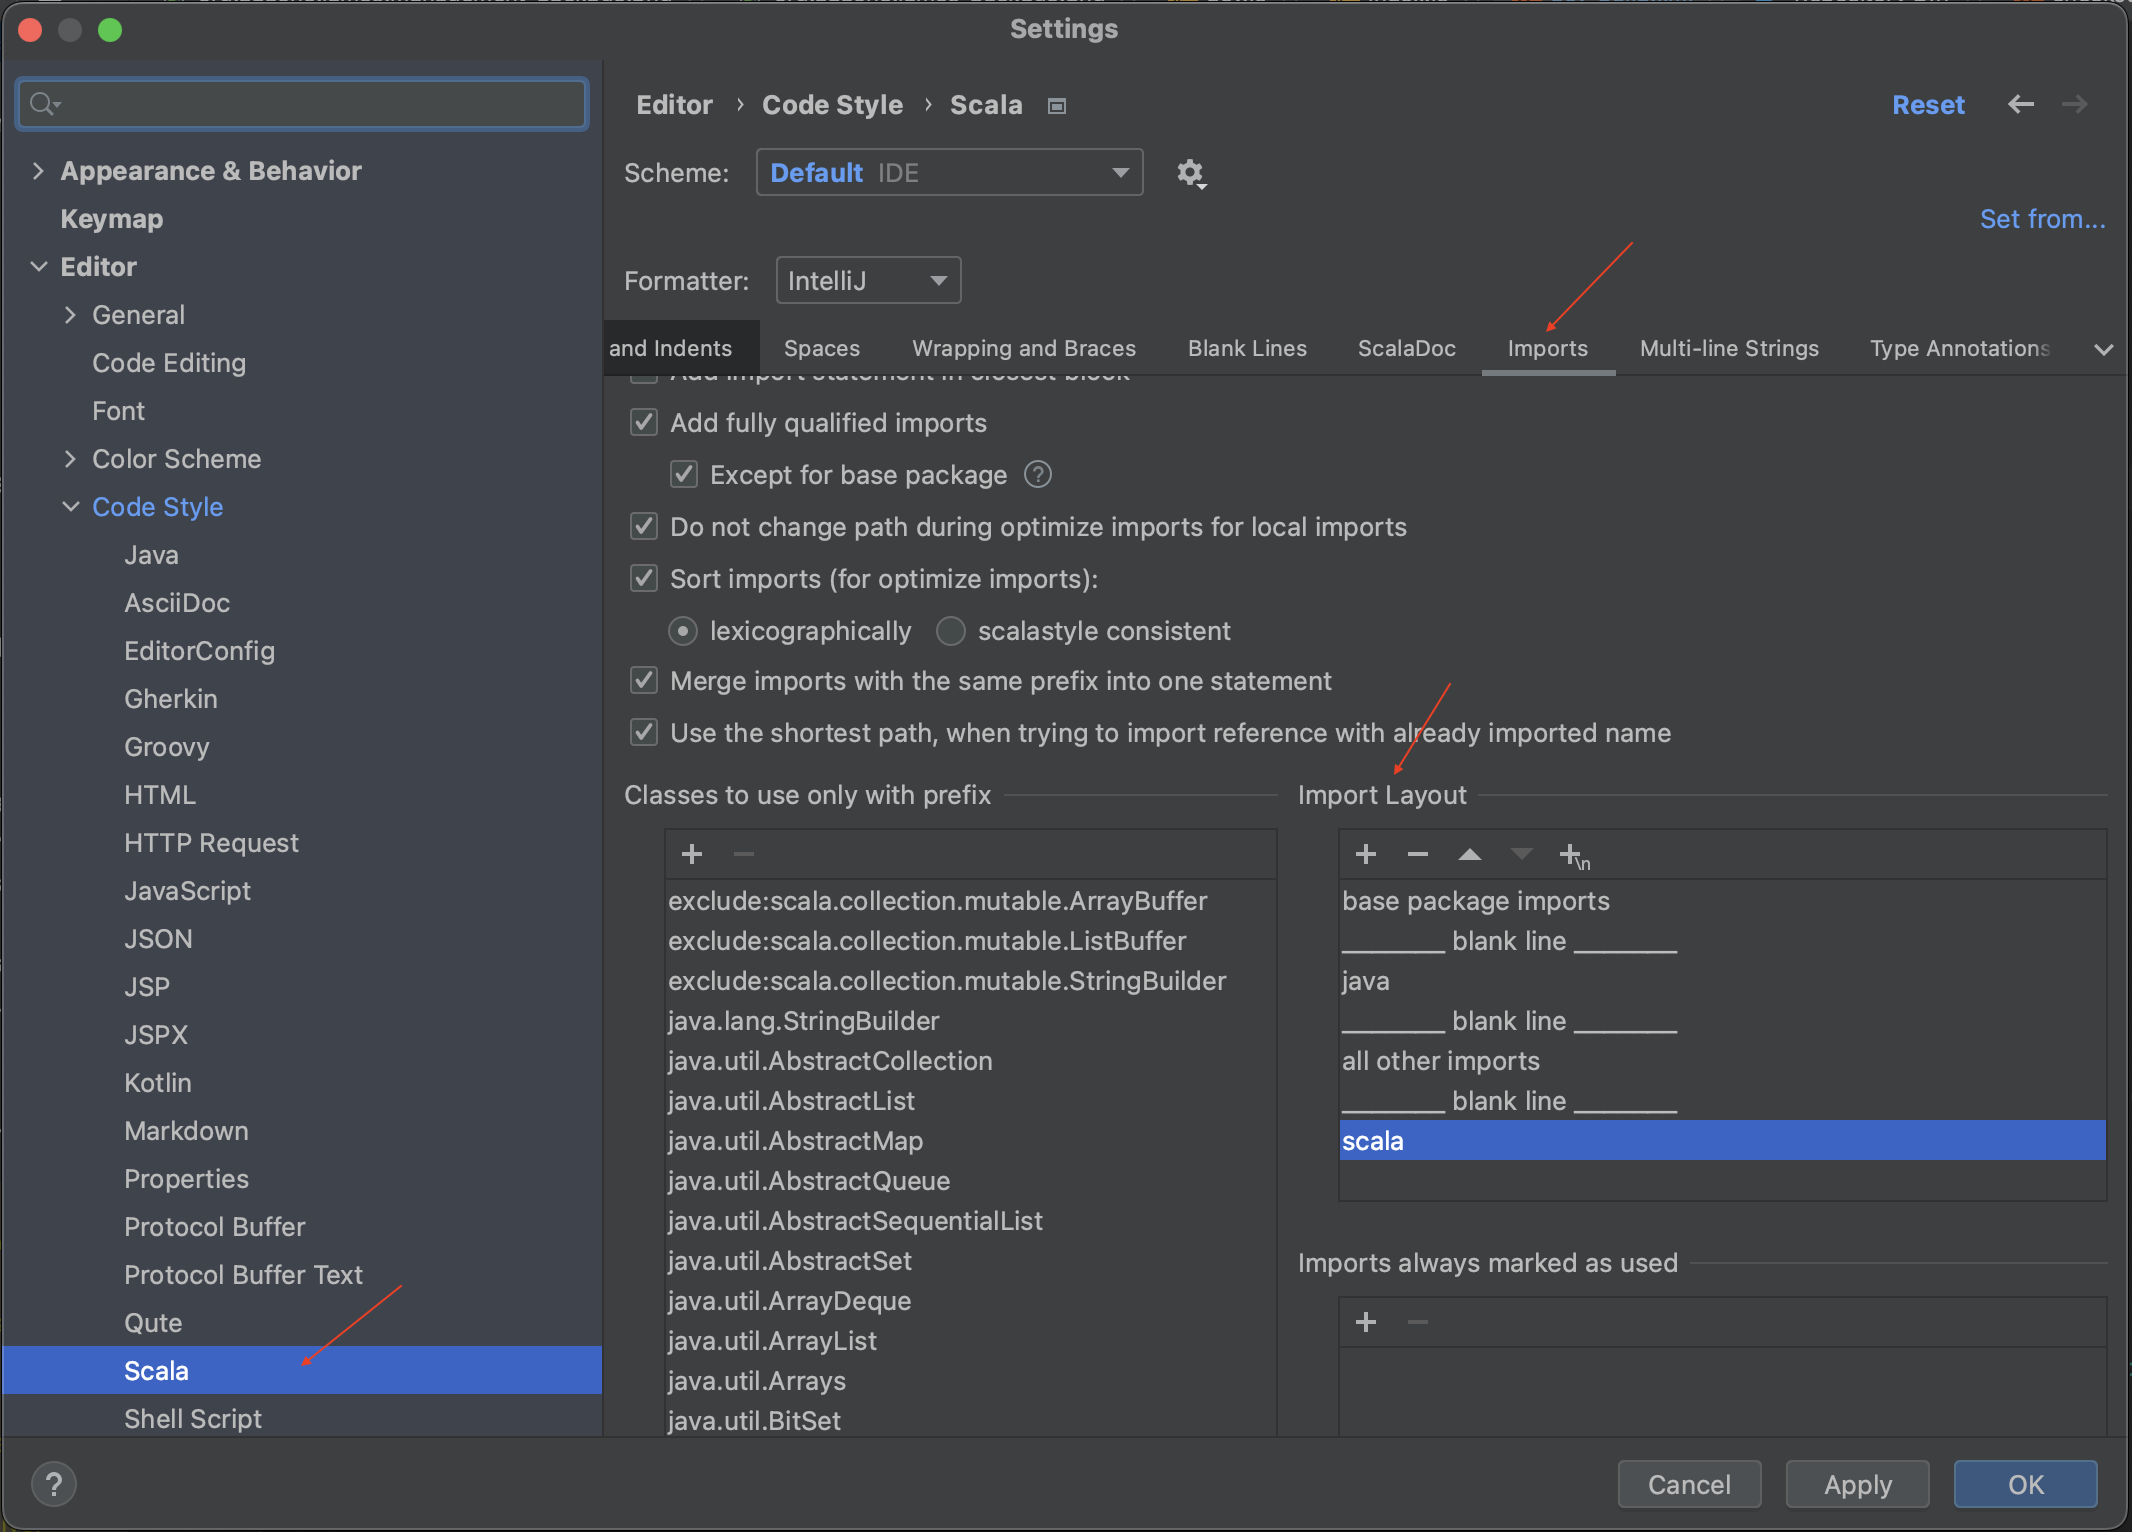 Settings
Editor › Code Style › Scala
Reset
Scheme: Default IDE
Set from...
Formatter: IntelliJ
and Indents
Spaces
Wrapping and Braces
Blank Lines
ScalaDoc
Imports
Multi-line Strings
Type Annotations
Appearance & Behavior
Keymap
Editor
General
Code Editing
Font
Color Scheme
Code Style
Java
AsciiDoc
EditorConfig
Gherkin
Groovy
HTML
HTTP Request
JavaScript
JSON
JSP
JSPX
Kotlin
Markdown
Properties
Protocol Buffer
Protocol Buffer Text
Qute
Scala
Shell Script
Add import statement in closest block
Add fully qualified imports
Except for base package ?
Do not change path during optimize imports for local imports
Sort imports (for optimize imports):
lexicographically
scalastyle consistent
Merge imports with the same prefix into one statement
Use the shortest path, when trying to import reference with already imported name
Classes to use only with prefix
exclude:scala.collection.mutable.ArrayBuffer
exclude:scala.collection.mutable.ListBuffer
exclude:scala.collection.mutable.StringBuilder
java.lang.StringBuilder
java.util.AbstractCollection
java.util.AbstractList
java.util.AbstractMap
java.util.AbstractQueue
java.util.AbstractSequentialList
java.util.AbstractSet
java.util.ArrayDeque
java.util.ArrayList
java.util.Arrays
java.util.BitSet
Import Layout
\n
base package imports
_______ blank line _______
java
_______ blank line _______
all other imports
_______ blank line _______
scala
Imports always marked as used
?
Cancel
Apply
OK